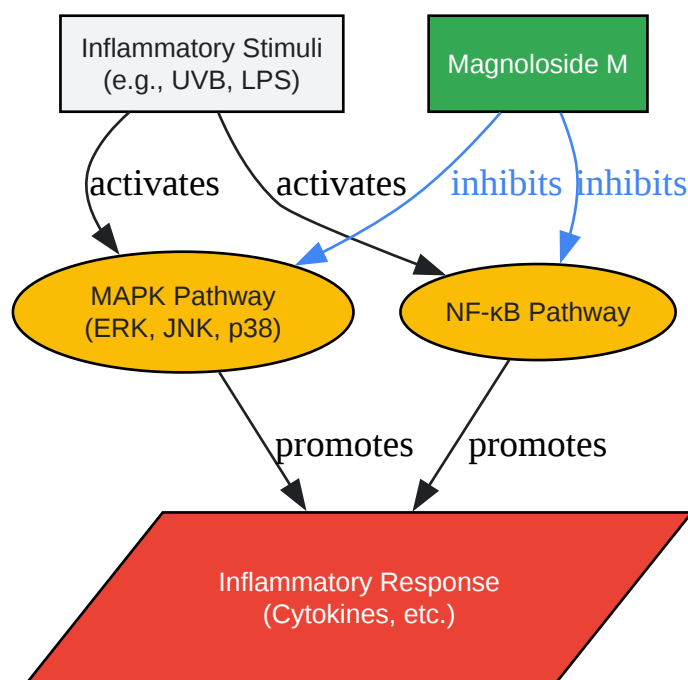 Inflammatory Stimuli
(e.g., UVB, LPS)
Magnoloside M
activates
activates
inhibits
inhibits
MAPK Pathway
(ERK, JNK, p38)
NF-κB Pathway
promotes
promotes
Inflammatory Response
(Cytokines, etc.)